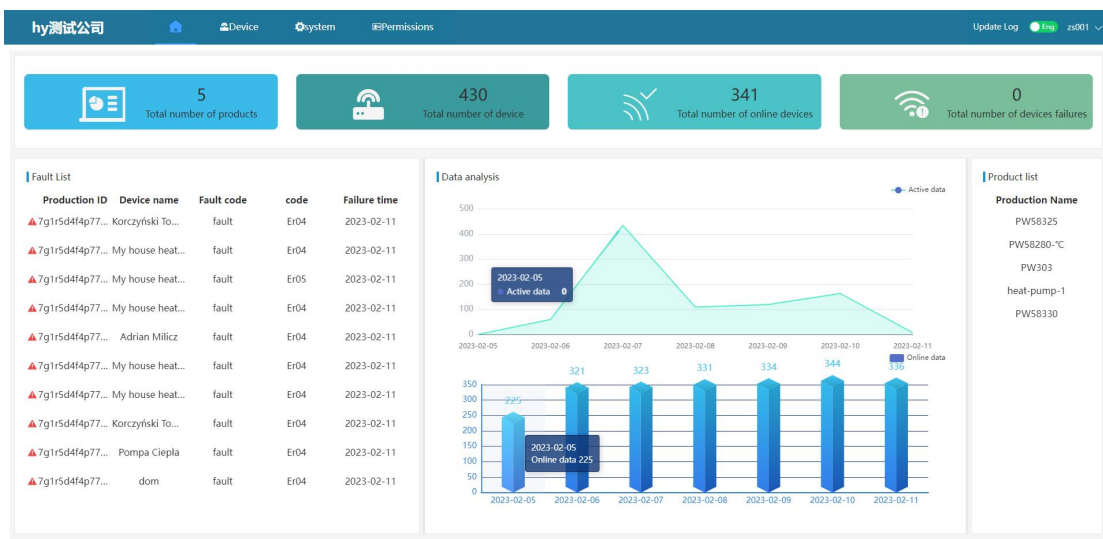 hy测试公司 Device system Permissions Update Log Eng zs001
5
Total number of products
430
Total number of device
341
Total number of online devices
0
Total number of devices failures
Fault List
Production ID Device name Fault code code Failure time
7g1r5d4f4p77... Korczyński To... fault Er04 2023-02-11
7g1r5d4f4p77... My house heat... fault Er04 2023-02-11
7g1r5d4f4p77... My house heat... fault Er05 2023-02-11
7g1r5d4f4p77... My house heat... fault Er04 2023-02-11
7g1r5d4f4p77... Adrian Milicz fault Er04 2023-02-11
7g1r5d4f4p77... My house heat... fault Er04 2023-02-11
7g1r5d4f4p77... My house heat... fault Er04 2023-02-11
7g1r5d4f4p77... Korczyński To... fault Er04 2023-02-11
7g1r5d4f4p77... Pompa Ciepła fault Er04 2023-02-11
7g1r5d4f4p77... dom fault Er04 2023-02-11
Data analysis
Active data
500
400
300
200
100
0
2023-02-05
Active data 0
2023-02-05 2023-02-06 2023-02-07 2023-02-08 2023-02-09 2023-02-10 2023-02-11
Online data
225 321 323 331 334 344 336
350
300
250
200
150
100
50
0
2023-02-05
Online data 225
2023-02-05 2023-02-06 2023-02-07 2023-02-08 2023-02-09 2023-02-10 2023-02-11
Product list
Production Name
PW58325
PW58280-℃
PW303
heat-pump-1
PW58330